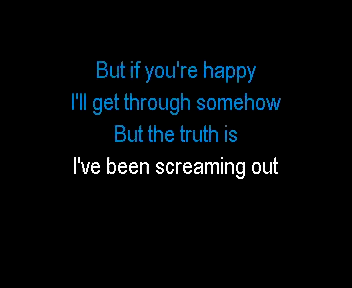 But if you're happy
I'll get through somehow
But the truth is
I've been screaming out